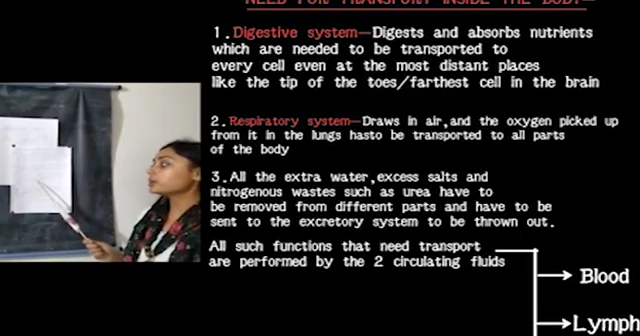 NEED FOR TRANSPORT INSIDE THE BODY—
1.Digestive system—Digests and absorbs nutrients
which are needed to be transported to
every cell even at the most distant places
like the tip of the toes/farthest cell in the brain
2.Respiratory system—Draws in air,and the oxygen picked up
from it in the lungs hasto be transported to all parts
of the body
3.All the extra water,excess salts and
nitrogenous wastes such as urea have to
be removed from different parts and have to be
sent to the excretory system to be thrown out.
All such functions that need transport
are performed by the 2 circulating fluids
Blood
Lymph